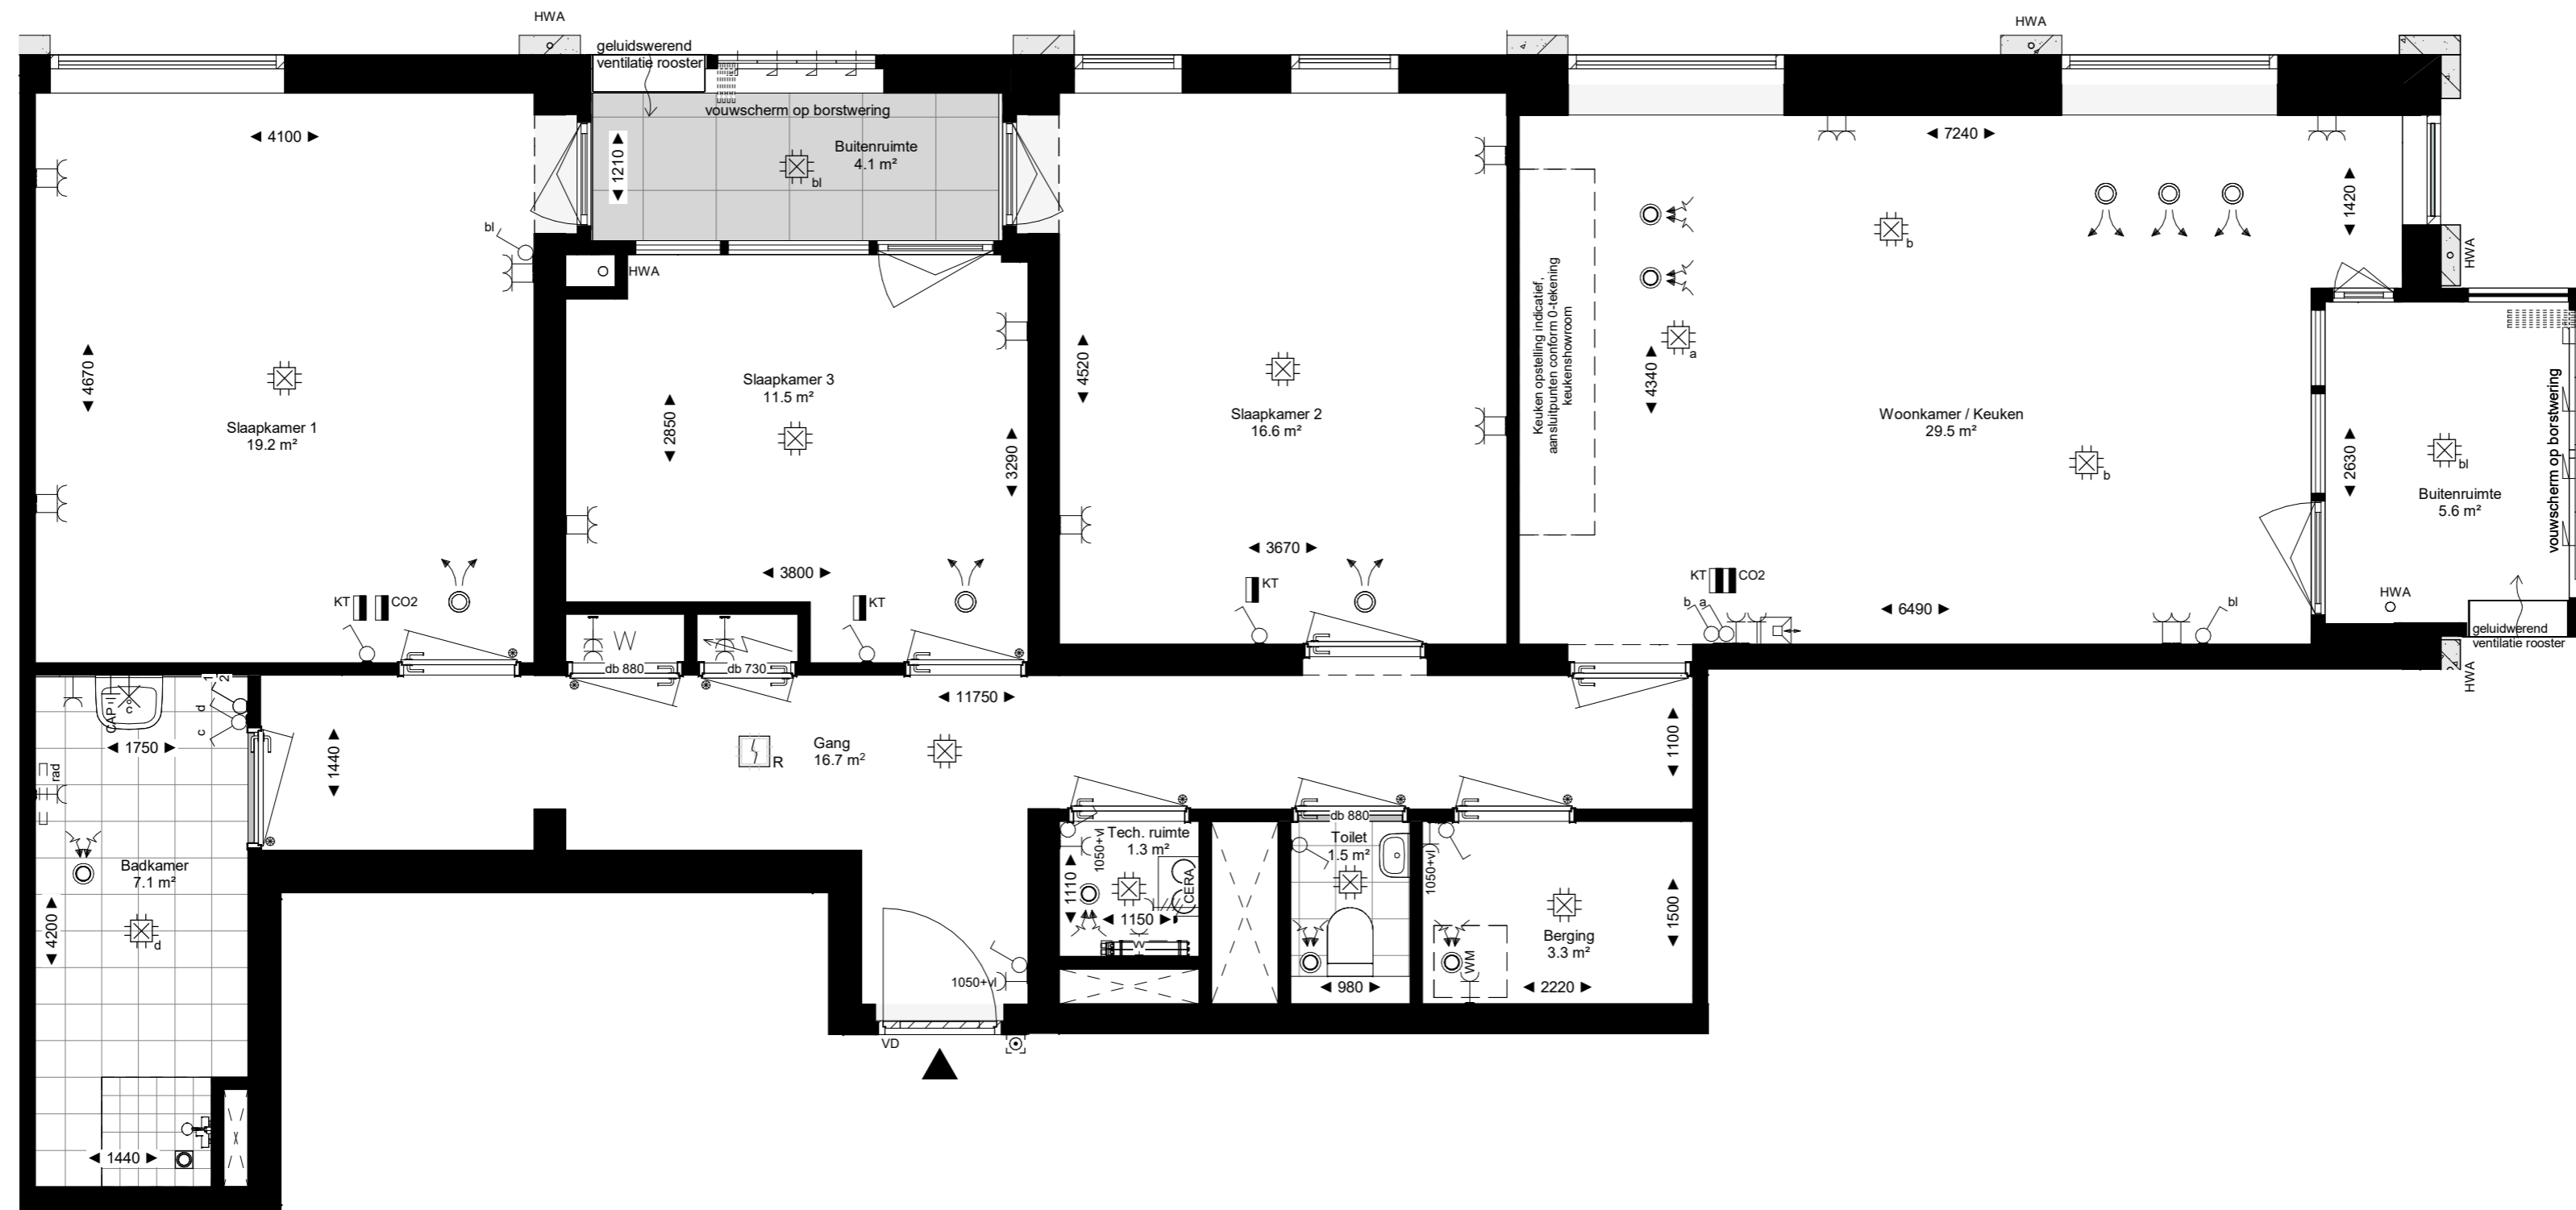 HWA
HWA
geluidswerend
ventilatie rooster
vouwscherm op borstwering
◄ 4100 ►
◄ 1210 ►
Buitenruimte
4.1 m²
bl
◄ 7240 ►
◄ 1420 ►
bl
HWA
HWA
b
a
◄ 4670 ►
Slaapkamer 1
19.2 m²
Slaapkamer 3
11.5 m²
◄ 2850 ►
◄ 3290 ►
◄ 4520 ►
Slaapkamer 2
16.6 m²
Keuken opstelling indicatief,
aansluitpunten conform 0-tekening
keukenshowroom
◄ 4340 ►
Woonkamer / Keuken
29.5 m²
b
◄ 2630 ►
bl
Buitenruimte
5.6 m²
vouwscherm op borstwering
◄ 3800 ►
◄ 3670 ►
KT
CO2
KT
KT
KT
CO2
b
a
◄ 6490 ►
bl
HWA
geluidwerend
ventilatie rooster
HWA
W
db 880
db 730
◄ 11750 ►
1
2
d
c
CAP
c
◄ 1750 ►
rad
◄ 1440 ►
R
Gang
16.7 m²
◄ 1100 ►
Badkamer
7.1 m²
◄ 4200 ►
d
◄ 1440 ►
1050+vl
Tech. ruimte
1.3 m²
◄ 1110 ►
CERA
◄ 1150 ►
W
db 880
Toilet
1.5 m²
◄ 980 ►
1050+vl
Berging
3.3 m²
WM
◄ 2220 ►
◄ 1500 ►
1050+vl
VD